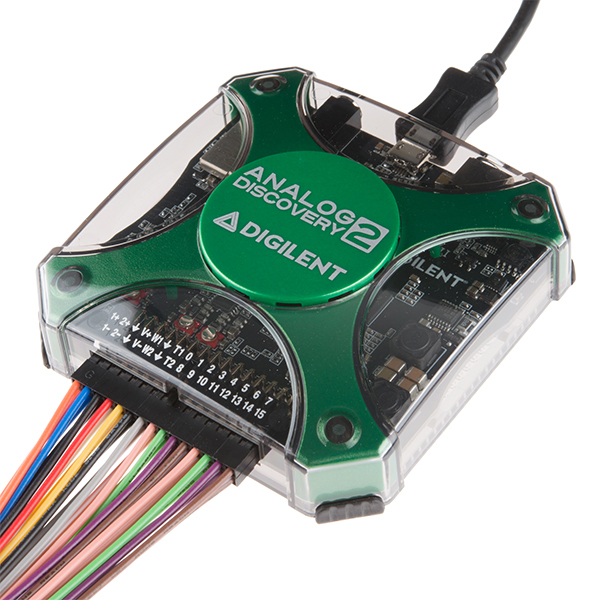 ANALOG
DISCOVERY 2
DIGILENT
DIGILENT
1+ 2+ ↓ V+ W1 ↓ T1 0 1 2 3 4 5 6 7
1- 2- ↓ V- W2 ↓ T2 8 9 10 11 12 13 14 15